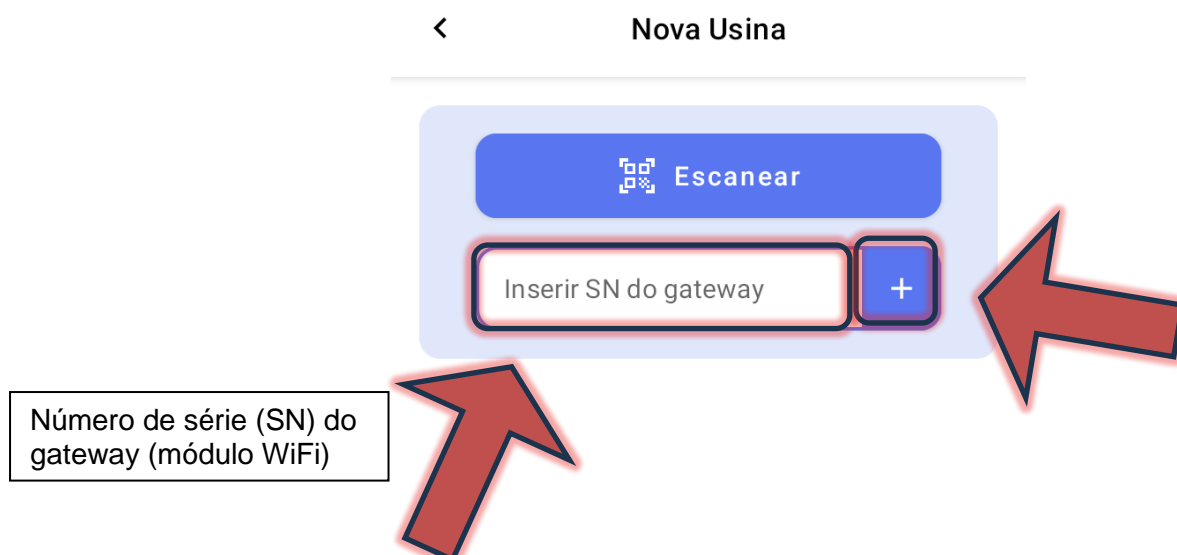 Nova Usina
Escanear
Inserir SN do gateway
+
Número de série (SN) do
gateway (módulo WiFi)